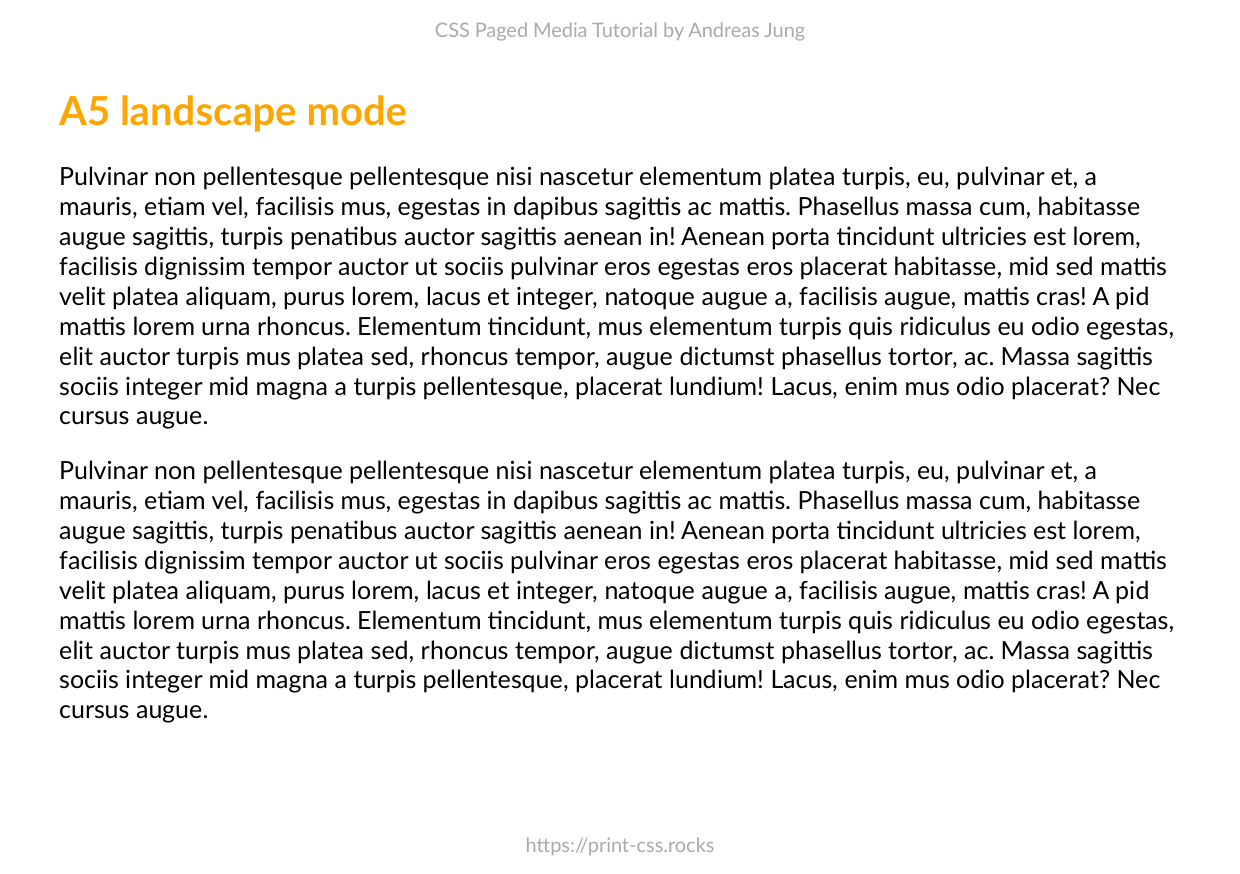 CSS Paged Media Tutorial by Andreas Jung
A5 landscape mode
Pulvinar non pellentesque pellentesque nisi nascetur elementum platea turpis, eu, pulvinar et, a
mauris, etiam vel, facilisis mus, egestas in dapibus sagittis ac mattis. Phasellus massa cum, habitasse
augue sagittis, turpis penatibus auctor sagittis aenean in! Aenean porta tincidunt ultricies est lorem,
facilisis dignissim tempor auctor ut sociis pulvinar eros egestas eros placerat habitasse, mid sed mattis
velit platea aliquam, purus lorem, lacus et integer, natoque augue a, facilisis augue, mattis cras! A pid
mattis lorem urna rhoncus. Elementum tincidunt, mus elementum turpis quis ridiculus eu odio egestas,
elit auctor turpis mus platea sed, rhoncus tempor, augue dictumst phasellus tortor, ac. Massa sagittis
sociis integer mid magna a turpis pellentesque, placerat lundium! Lacus, enim mus odio placerat? Nec
cursus augue.
Pulvinar non pellentesque pellentesque nisi nascetur elementum platea turpis, eu, pulvinar et, a
mauris, etiam vel, facilisis mus, egestas in dapibus sagittis ac mattis. Phasellus massa cum, habitasse
augue sagittis, turpis penatibus auctor sagittis aenean in! Aenean porta tincidunt ultricies est lorem,
facilisis dignissim tempor auctor ut sociis pulvinar eros egestas eros placerat habitasse, mid sed mattis
velit platea aliquam, purus lorem, lacus et integer, natoque augue a, facilisis augue, mattis cras! A pid
mattis lorem urna rhoncus. Elementum tincidunt, mus elementum turpis quis ridiculus eu odio egestas,
elit auctor turpis mus platea sed, rhoncus tempor, augue dictumst phasellus tortor, ac. Massa sagittis
sociis integer mid magna a turpis pellentesque, placerat lundium! Lacus, enim mus odio placerat? Nec
cursus augue.
https://print-css.rocks